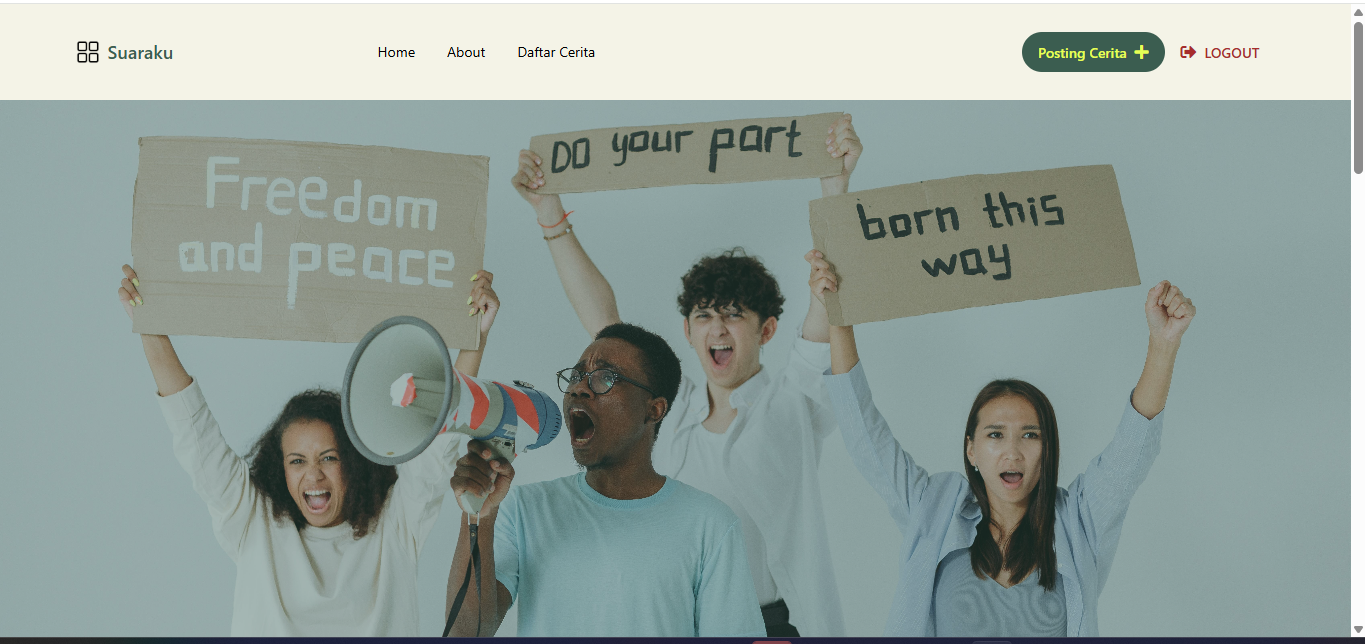 Suaraku
Home
About
Daftar Cerita
Posting Cerita
LOGOUT
Freedom
and peace
DO your part
born this
way